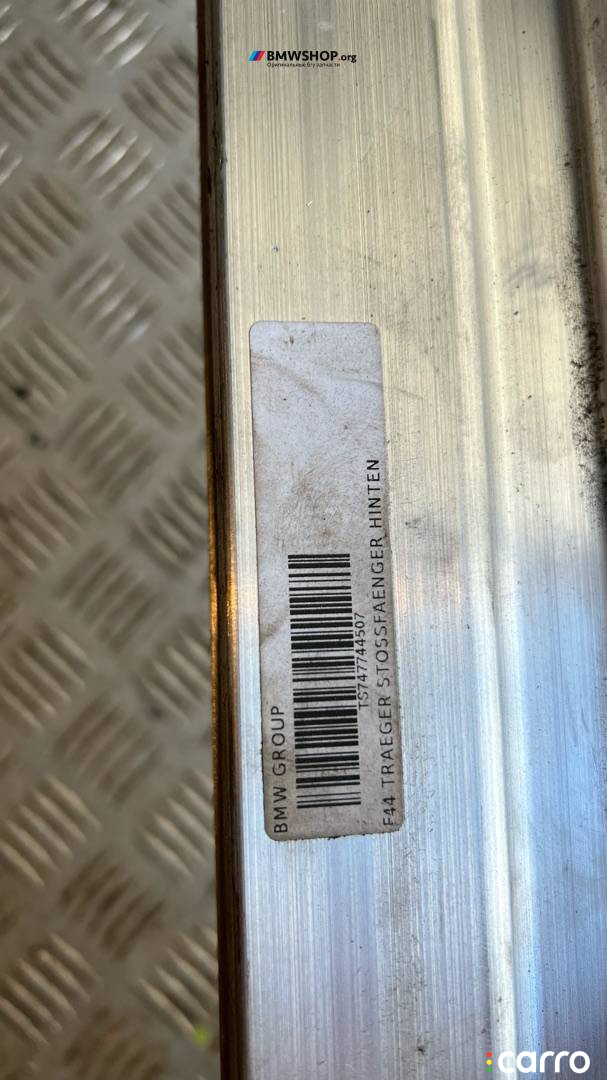 BMWSHOP.org
Оригинальные б/у запчасти
BMW GROUP
TS747744507
F44 TRAEGER STOSSFAENGER HINTEN
carro